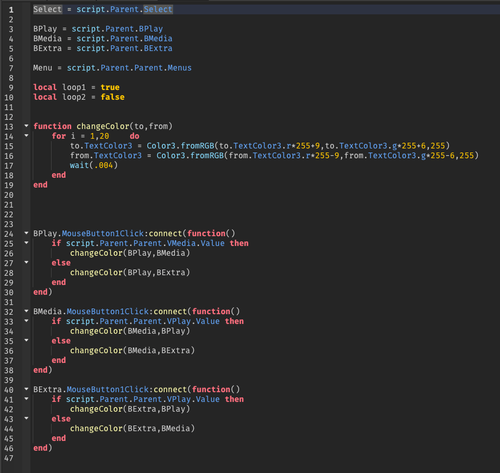 1 Select = script.Parent.Select
2
3 BPlay = script.Parent.BPlay
4 BMedia = script.Parent.BMedia
5 BExtra = script.Parent.BExtra
6
7 Menu = script.Parent.Parent.Menus
8
9 local loop1 = true
10 local loop2 = false
11
12
13 function changeColor(to,from)
14 for i = 1,20 do
15 to.TextColor3 = Color3.fromRGB(to.TextColor3.r*255+9,to.TextColor3.g*255+6,255)
16 from.TextColor3 = Color3.fromRGB(from.TextColor3.r*255-9,from.TextColor3.g*255-6,255)
17 wait(.004)
18 end
19 end
20
21
22
23
24 BPlay.MouseButton1Click:connect(function()
25 if script.Parent.Parent.VMedia.Value then
26 changeColor(BPlay,BMedia)
27 else
28 changeColor(BPlay,BExtra)
29 end
30 end)
31
32 BMedia.MouseButton1Click:connect(function()
33 if script.Parent.Parent.VPlay.Value then
34 changeColor(BMedia,BPlay)
35 else
36 changeColor(BMedia,BExtra)
37 end
38 end)
39
40 BExtra.MouseButton1Click:connect(function()
41 if script.Parent.Parent.VPlay.Value then
42 changeColor(BExtra,BPlay)
43 else
44 changeColor(BExtra,BMedia)
45 end
46 end)
47